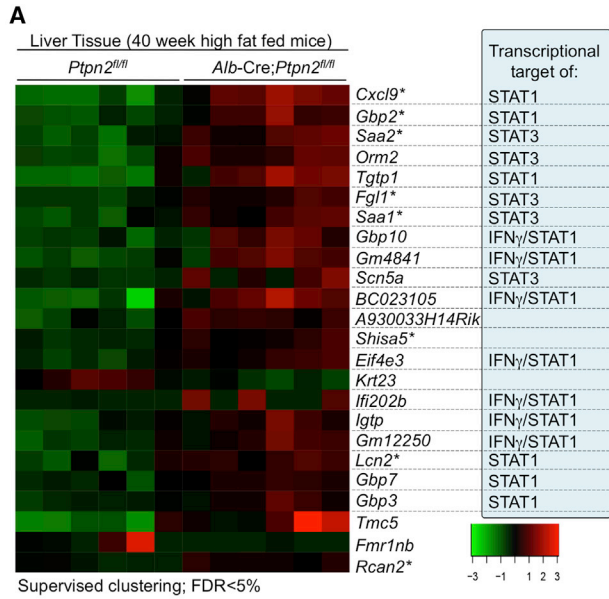 A
Liver Tissue (40 week high fat fed mice)
Ptpn2fl/fl Alb-Cre;Ptpn2fl/fl
Transcriptional
target of:
Cxcl9* STAT1
Gbp2* STAT1
Saa2* STAT3
Orm2 STAT3
Tgtp1 STAT1
Fgl1* STAT3
Saa1* STAT3
Gbp10 IFNγ/STAT1
Gm4841 IFNγ/STAT1
Scn5a STAT3
BC023105 IFNγ/STAT1
A930033H14Rik
Shisa5*
Eif4e3 IFNγ/STAT1
Krt23
Ifi202b IFNγ/STAT1
Igtp IFNγ/STAT1
Gm12250 IFNγ/STAT1
Lcn2* STAT1
Gbp7 STAT1
Gbp3 STAT1
Tmc5
Fmr1nb
Rcan2*
-3 -1 1 2 3
Supervised clustering; FDR<5%